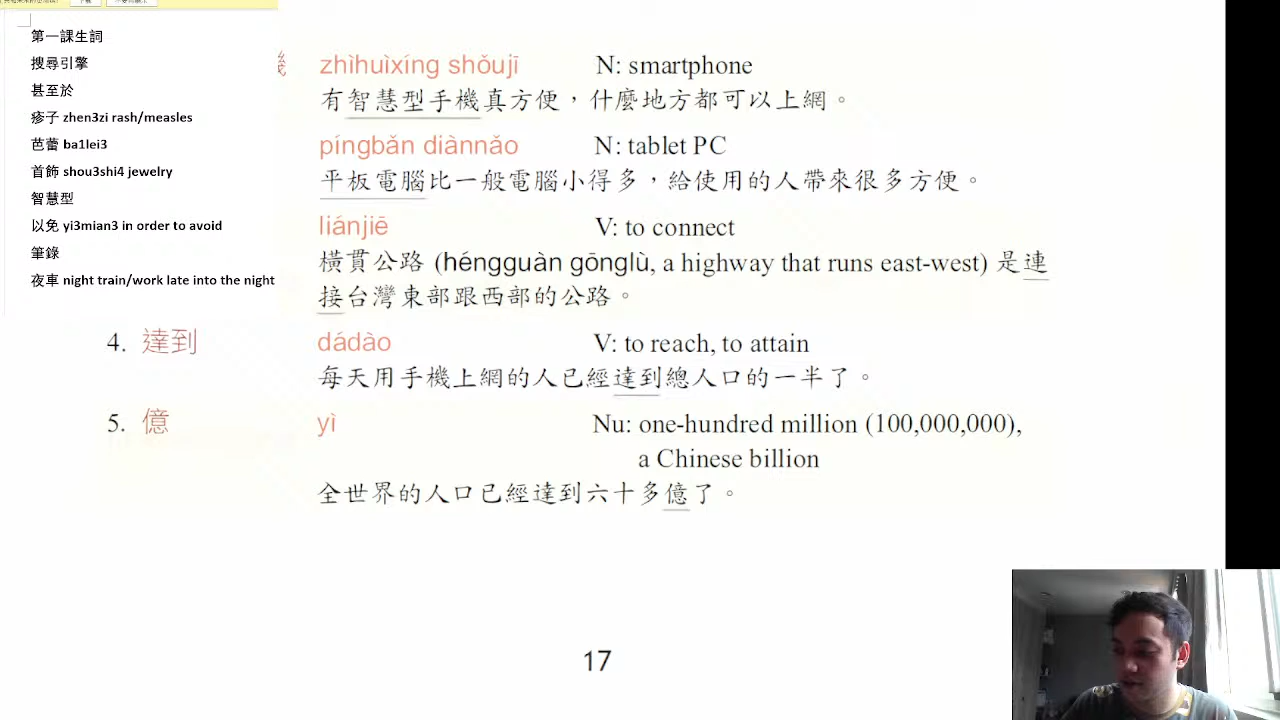 第一課生詞
搜尋引擎
甚至於
疹子 zhen3zi rash/measles
芭蕾 ba1lei3
首飾 shou3shi4 jewelry
智慧型
以免 yi3mian3 in order to avoid
筆錄
夜車 night train/work late into the night
zhìhuìxíng shǒujī N: smartphone
有智慧型手機真方便，什麼地方都可以上網。
píngbǎn diànnǎo N: tablet PC
平板電腦比一般電腦小得多，給使用的人帶來很多方便。
liánjiē V: to connect
橫貫公路 (héngguàn gōnglù, a highway that runs east-west) 是連
接台灣東部跟西部的公路。
4. 達到 dádào V: to reach, to attain
每天用手機上網的人已經達到總人口的一半了。
5. 億 yì Nu: one-hundred million (100,000,000),
a Chinese billion
全世界的人口已經達到六十多億了。
17